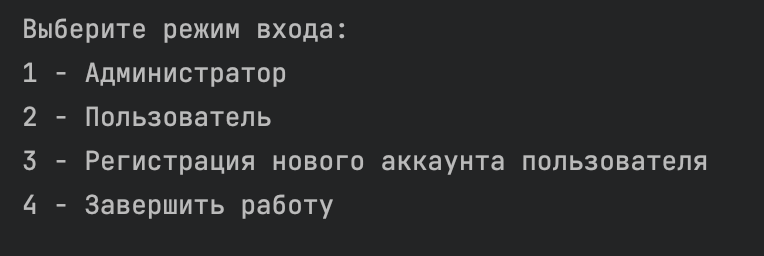 Выберите режим входа:
1 - Администратор
2 - Пользователь
3 - Регистрация нового аккаунта пользователя
4 - Завершить работу